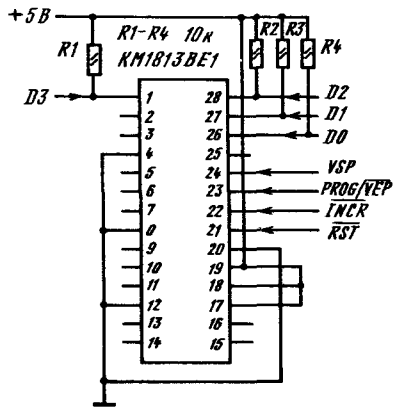 +5В
R1-R4 10к
КМ1813ВЕ1
R1
R2
R3
R4
D3
1
28
D2
2
27
D1
3
26
D0
4
25
5
24
VSP
6
23
PROG/VEP
7
22
INCR
8
21
RST
9
20
10
19
11
18
12
17
13
16
14
15